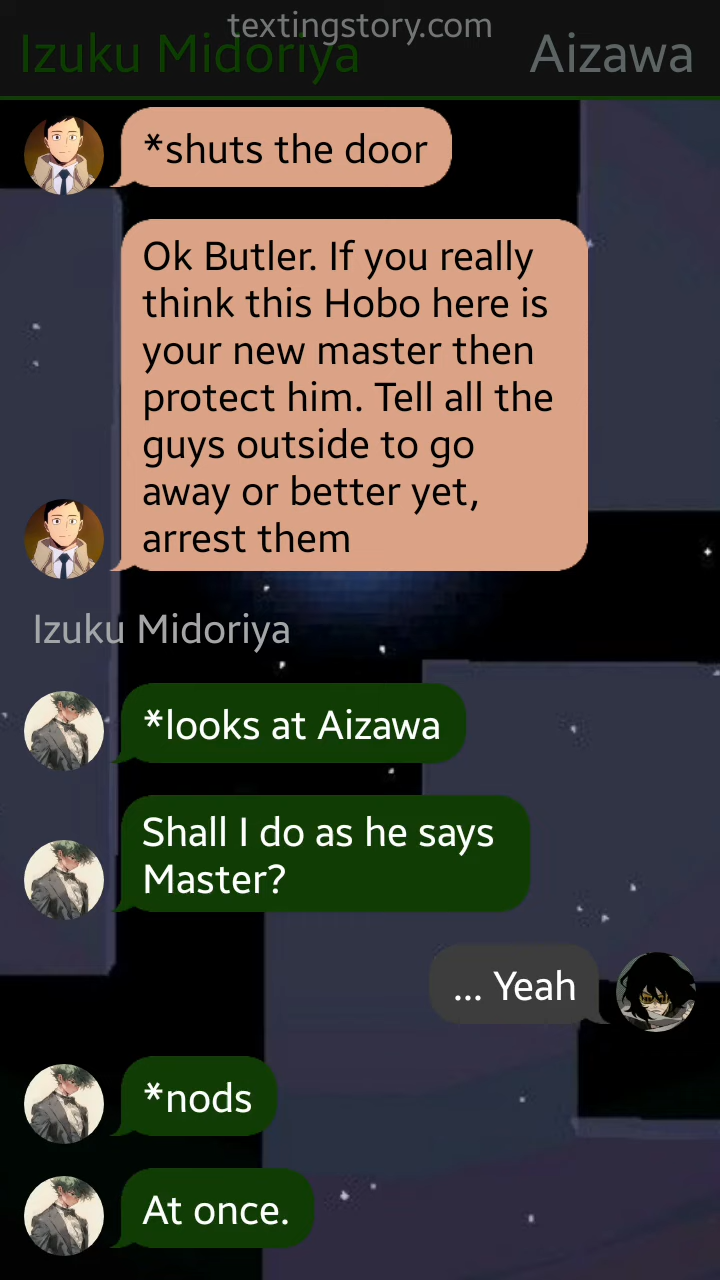 textingstory.com
Izuku Midoriya
Aizawa
*shuts the door
Ok Butler. If you really
think this Hobo here is
your new master then
protect him. Tell all the
guys outside to go
away or better yet,
arrest them
Izuku Midoriya
*looks at Aizawa
Shall I do as he says
Master?
... Yeah
*nods
At once.